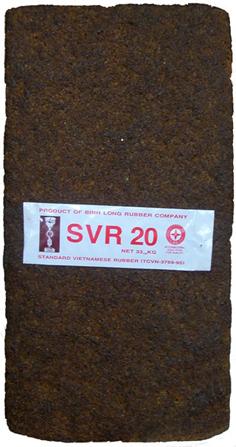 PRODUCT OF BINH LONG RUBBER COMPANY
SVR 20
NET 33 KG
STANDARD VIETNAMESE RUBBER (TCVN-3769-95)